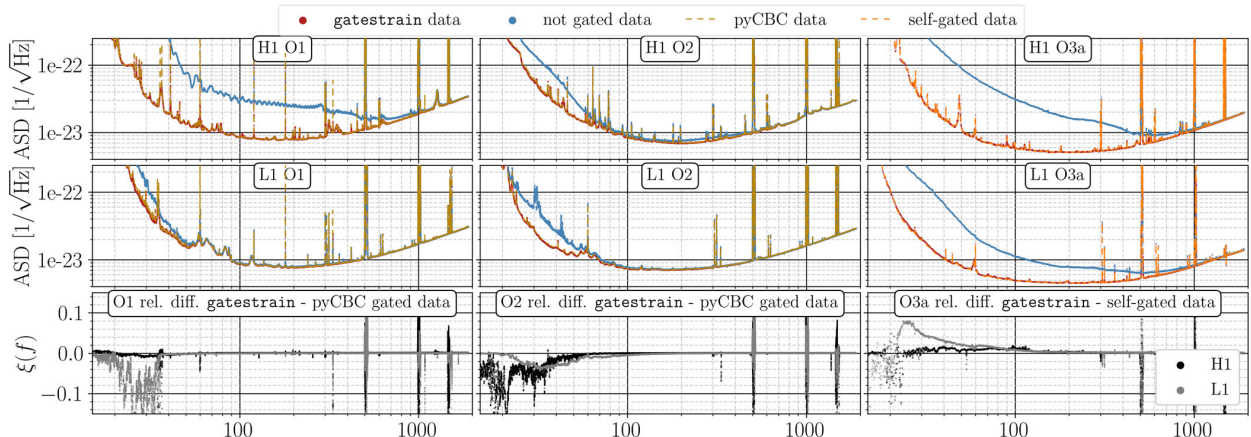 gatestrain data not gated data pyCBC data self-gated data
H1 O1 H1 O2 H1 O3a
ASD [1/√Hz]
1e-22
1e-23
L1 O1 L1 O2 L1 O3a
ASD [1/√Hz]
1e-22
1e-23
O1 rel. diff. gatestrain - pyCBC gated data O2 rel. diff. gatestrain - pyCBC gated data O3a rel. diff. gatestrain - self-gated data
ξ(f)
0.1
0.0
−0.1
H1
L1
100 1000 100 1000 100 1000